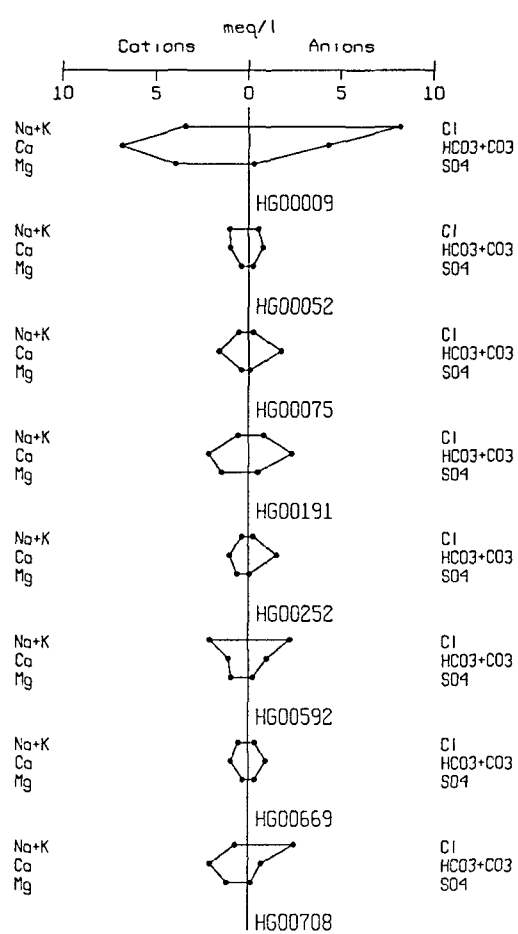 meq/l
Cations Anions
10 5 0 5 10
Na+K Cl
Ca HCO3+CO3
Mg SO4
HG00009
Na+K Cl
Ca HCO3+CO3
Mg SO4
HG00052
Na+K Cl
Ca HCO3+CO3
Mg SO4
HG00075
Na+K Cl
Ca HCO3+CO3
Mg SO4
HG00191
Na+K Cl
Ca HCO3+CO3
Mg SO4
HG00252
Na+K Cl
Ca HCO3+CO3
Mg SO4
HG00592
Na+K Cl
Ca HCO3+CO3
Mg SO4
HG00669
Na+K Cl
Ca HCO3+CO3
Mg SO4
HG00708